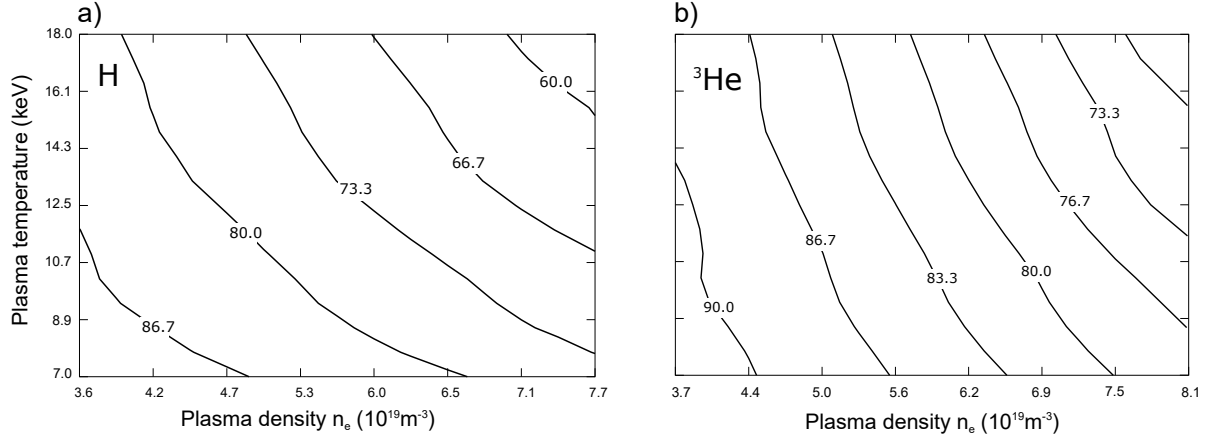 a)
18.0
16.1
14.3
12.5
10.7
8.9
7.0
Plasma temperature (keV)
H
60.0
66.7
73.3
80.0
86.7
3.6 4.2 4.7 5.3 6.0 6.5 7.1 7.7
Plasma density nₑ (10¹⁹m⁻³)
b)
³He
73.3
76.7
86.7
83.3
80.0
90.0
3.7 4.4 5.0 5.6 6.2 6.9 7.5 8.1
Plasma density nₑ (10¹⁹m⁻³)